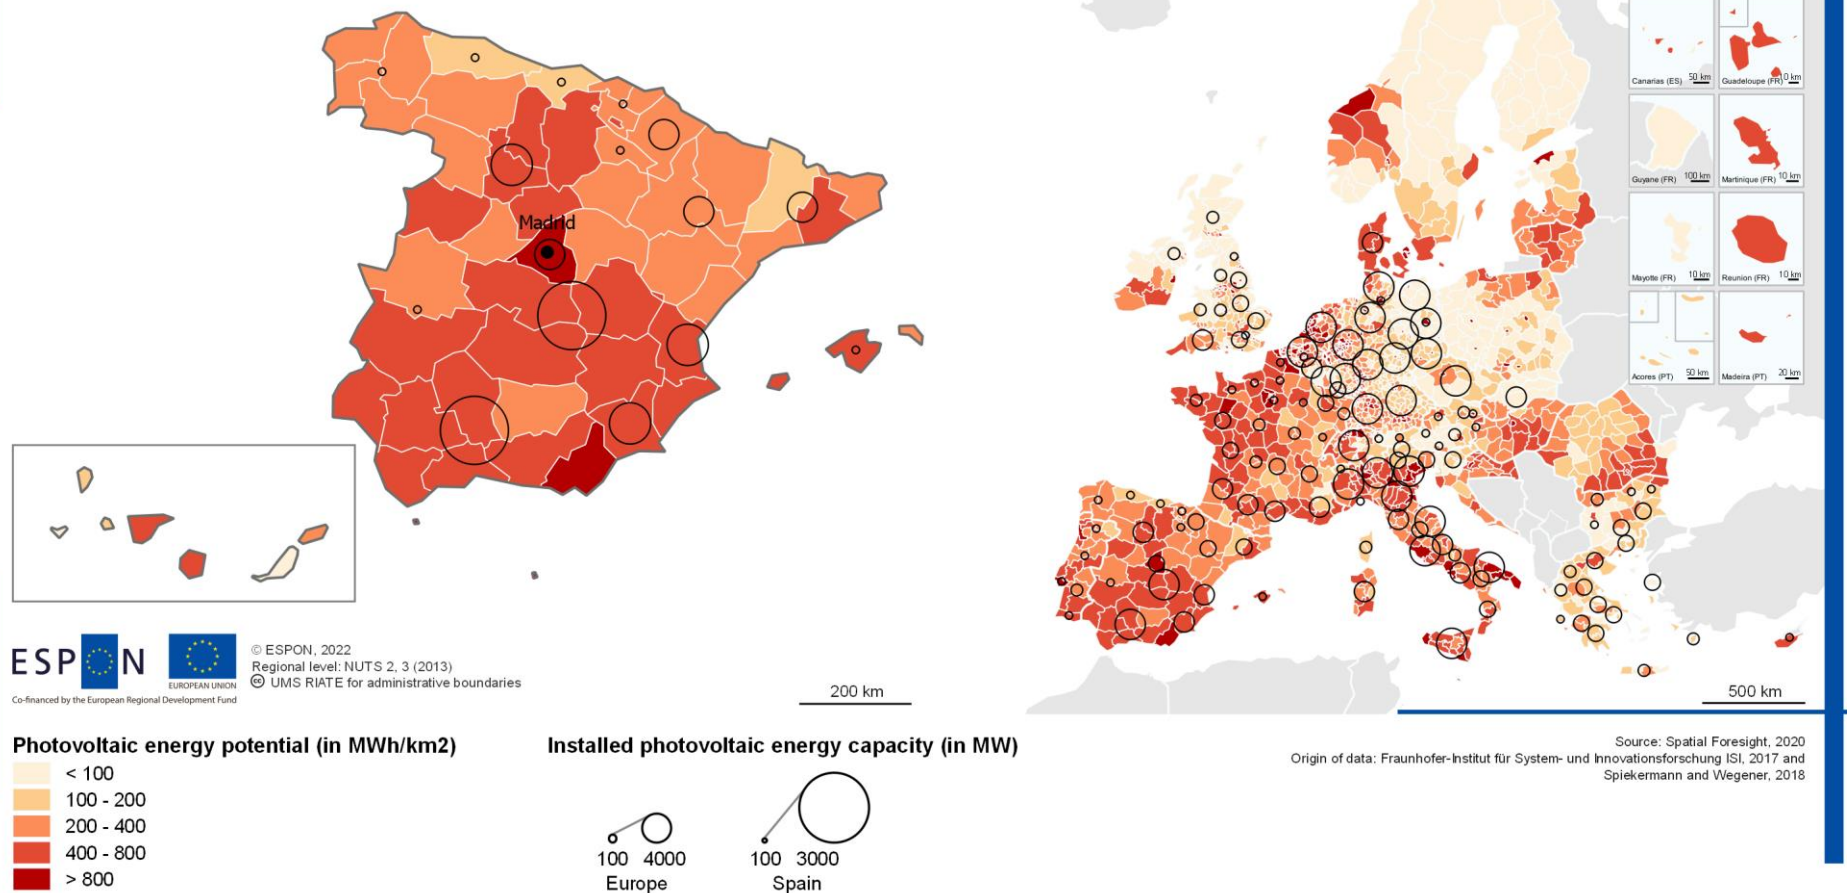 Madrid
Canarias (ES) 50 km
Guadeloupe (FR) 0 km
Guyane (FR) 100 km
Martinique (FR) 10 km
Mayotte (FR) 10 km
Reunion (FR) 10 km
Acores (PT) 50 km
Madeira (PT) 20 km
ESPON
EUROPEAN UNION
Co-financed by the European Regional Development Fund
© ESPON, 2022
Regional level: NUTS 2, 3 (2013)
cc UMS RIATE for administrative boundaries
200 km
500 km
Source: Spatial Foresight, 2020
Origin of data: Fraunhofer-Institut für System- und Innovationsforschung ISI, 2017 and
Spiekermann and Wegener, 2018
Photovoltaic energy potential (in MWh/km2)
< 100
100 - 200
200 - 400
400 - 800
> 800
Installed photovoltaic energy capacity (in MW)
100 4000
Europe
100 3000
Spain